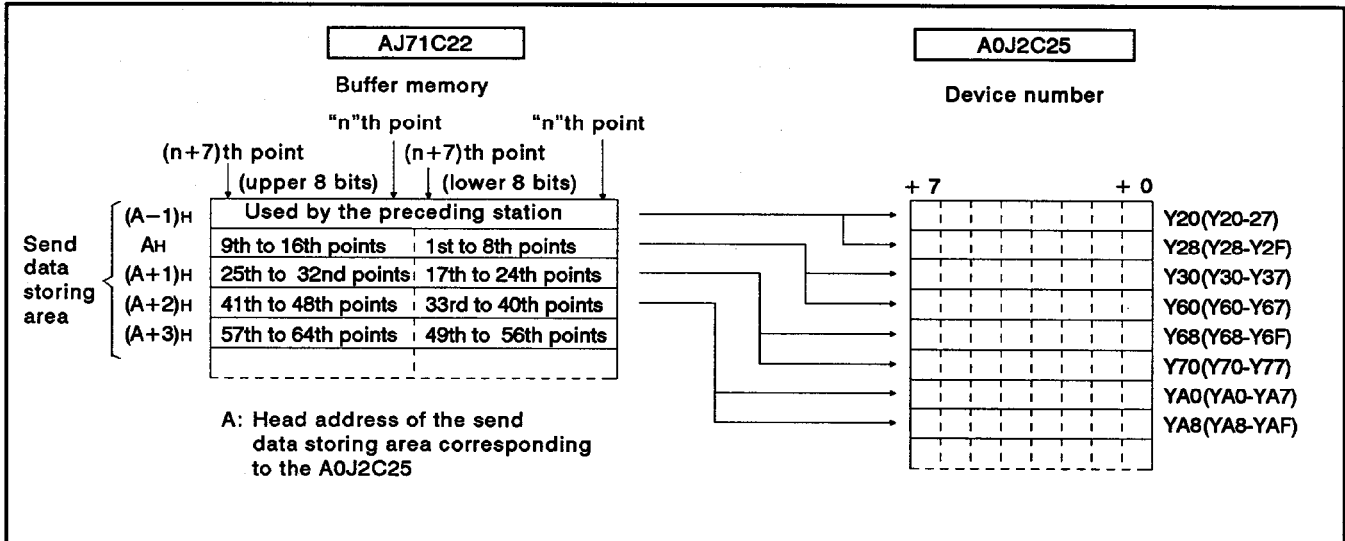 AJ71C22
A0J2C25
Buffer memory
Device number
"n"th point
"n"th point
(n+7)th point
(n+7)th point
(upper 8 bits)
(lower 8 bits)
+ 7
+ 0
Send data storing area
(A−1)H
Used by the preceding station
Y20(Y20-27)
AH
9th to 16th points
1st to 8th points
Y28(Y28-Y2F)
(A+1)H
25th to 32nd points
17th to 24th points
Y30(Y30-Y37)
(A+2)H
41th to 48th points
33rd to 40th points
Y60(Y60-Y67)
(A+3)H
57th to 64th points
49th to 56th points
Y68(Y68-Y6F)
Y70(Y70-Y77)
YA0(YA0-YA7)
YA8(YA8-YAF)
A: Head address of the send
data storing area corresponding
to the A0J2C25